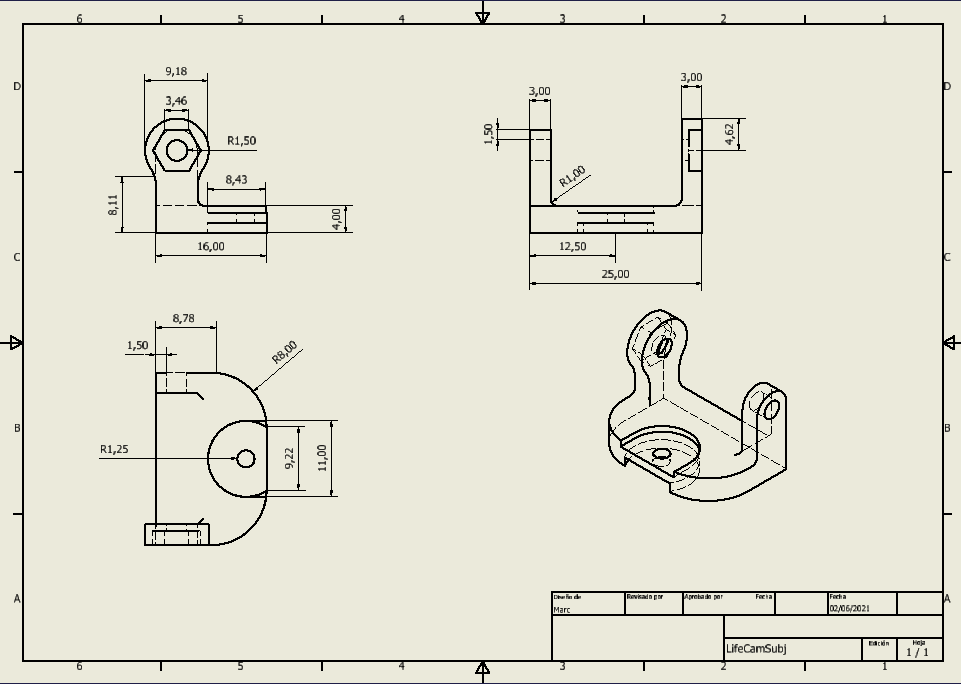 6 5 4 3 2 1
D D
9,18
3,46
R1,50
8,43
8,11
4,00
16,00
3,00
3,00
1,50
4,62
R1,00
12,50
25,00
C C
8,78
1,50
R8,00
R1,25
9,22
11,00
B B
A A
Diseño de Revisado por Aprobado por Fecha Fecha
Marc 02/06/2021
LifeCamSubj
Edición Hoja
1 / 1
6 5 4 3 2 1